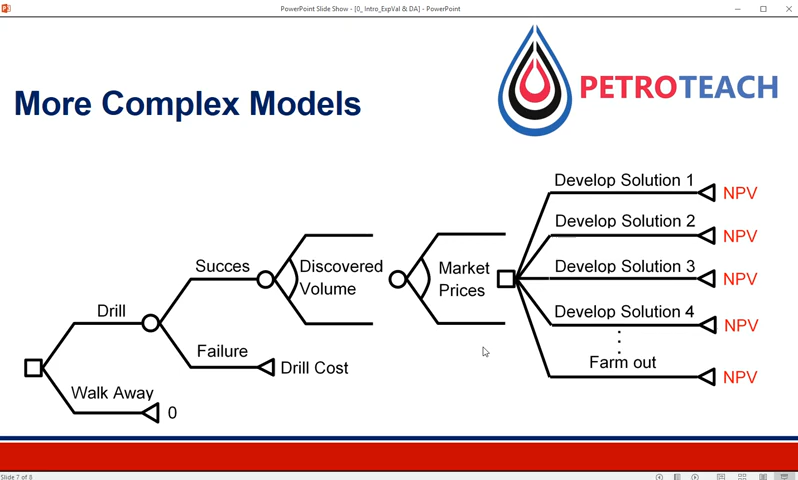 PowerPoint Slide Show - [0_ Intro_ExpVal & DA] - PowerPoint
More Complex Models
PETROTEACH
Develop Solution 1
NPV
Develop Solution 2
NPV
Succes
Discovered
Volume
Market
Prices
Develop Solution 3
NPV
Drill
Develop Solution 4
NPV
Failure
Drill Cost
Farm out
NPV
Walk Away
0
Slide 7 of 8